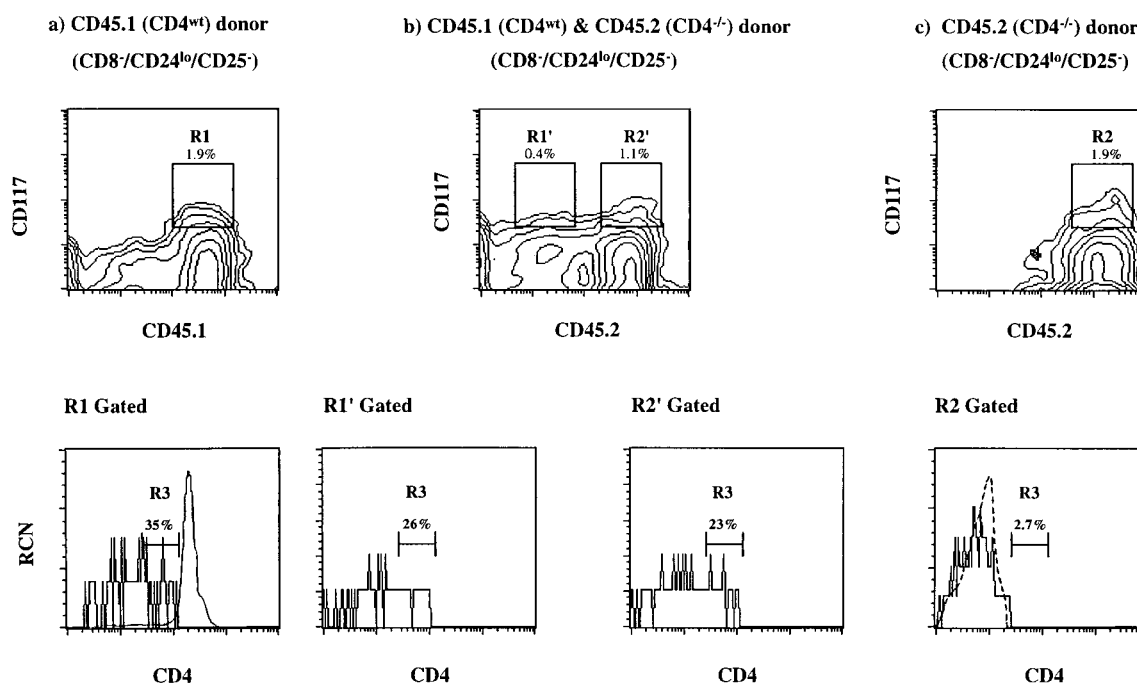 a) CD45.1 (CD4wt) donor
(CD8-/CD24lo/CD25-)
b) CD45.1 (CD4wt) & CD45.2 (CD4-/-) donor
(CD8-/CD24lo/CD25-)
c) CD45.2 (CD4-/-) donor
(CD8-/CD24lo/CD25-)
CD117
R1
1.9%
CD45.1
CD117
R1'
0.4%
R2'
1.1%
CD45.2
CD117
R2
1.9%
CD45.2
R1 Gated
R1' Gated
R2' Gated
R2 Gated
RCN
R3
35%
CD4
R3
26%
CD4
R3
23%
CD4
R3
2.7%
CD4